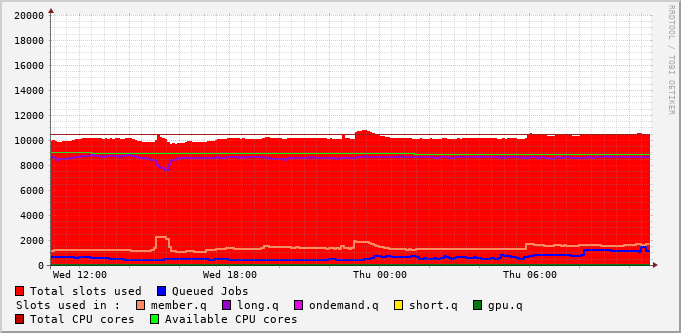 20000
18000
16000
14000
12000
10000
8000
6000
4000
2000
0
Wed 12:00 Wed 18:00 Thu 00:00 Thu 06:00
RRDTOOL / TOBI OETIKER
Total slots used Queued Jobs
Slots used in : member.q long.q ondemand.q short.q gpu.q
Total CPU cores Available CPU cores